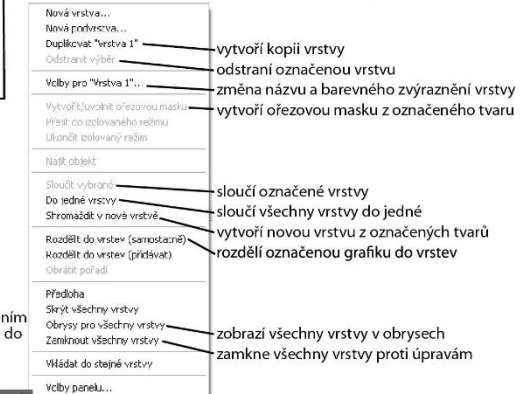 Nová vrstva...
Nová podvrstva...
Duplikovat "Vrstva 1"
vytvoří kopii vrstvy
Odstranit výběr
odstraní označenou vrstvu
Volby pro "Vrstva 1"...
změna názvu a barevného zvýraznění vrstvy
Vytvořit/uvolnit ořezovou masku
vytvoří ořezovou masku z označeného tvaru
Přejít do izolovaného režimu
Ukončit izolovaný režim
Najít objekt
Sloučit vybrané
sloučí označené vrstvy
Do jedné vrstvy
sloučí všechny vrstvy do jedné
Shromáždit v nové vrstvě
vytvoří novou vrstvu z označených tvarů
Rozdělit do vrstev (samostatně)
rozdělí označenou grafiku do vrstev
Rozdělit do vrstev (přidávat)
Obrátit pořadí
Předloha
Skrýt všechny vrstvy
ním
Obrysy pro všechny vrstvy
zobrazí všechny vrstvy v obrysech
do
Zamknout všechny vrstvy
zamkne všechny vrstvy proti úpravám
Vkládat do stejné vrstvy
Volby panelu...